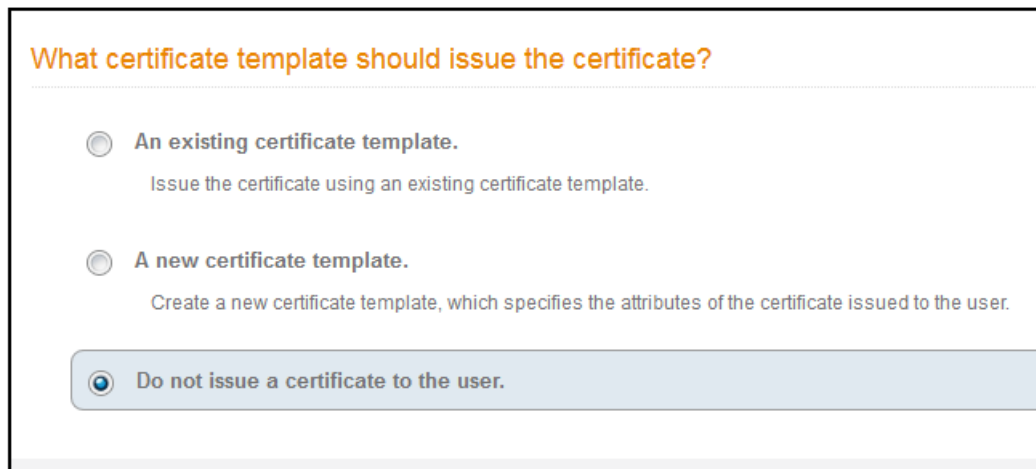 What certificate template should issue the certificate?
An existing certificate template.
Issue the certificate using an existing certificate template.
A new certificate template.
Create a new certificate template, which specifies the attributes of the certificate issued to the user.
Do not issue a certificate to the user.